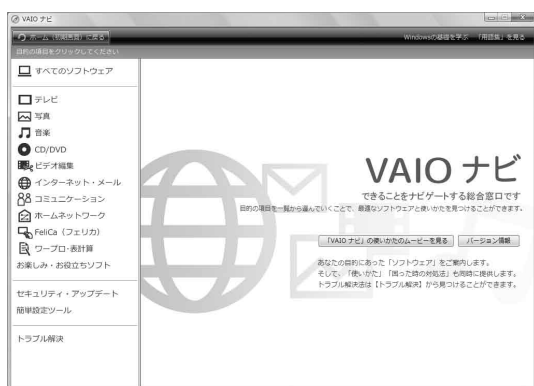 VAIO ナビ
ホーム（初期画面）に戻る
Windowsの基礎を学ぶ 「用語集」を見る
目的の項目をクリックしてください
すべてのソフトウェア
テレビ
写真
音楽
CD/DVD
ビデオ編集
インターネット・メール
コミュニケーション
ホームネットワーク
FeliCa（フェリカ）
ワープロ・表計算
お楽しみ・お役立ちソフト
セキュリティ・アップデート
簡単設定ツール
トラブル解決
VAIO ナビ
できることをナビゲートする総合窓口です
目的の項目を一覧から選んでいくことで、最適なソフトウェアと使いかたを見つけることができます。
「VAIO ナビ」の使いかたのムービーを見る
バージョン情報
あなたの目的にあった「ソフトウェア」をご案内します。
そして、「使いかた」「困った時の対処法」も同時に提供します。
トラブル解決法は【トラブル解決】から見つけることができます。